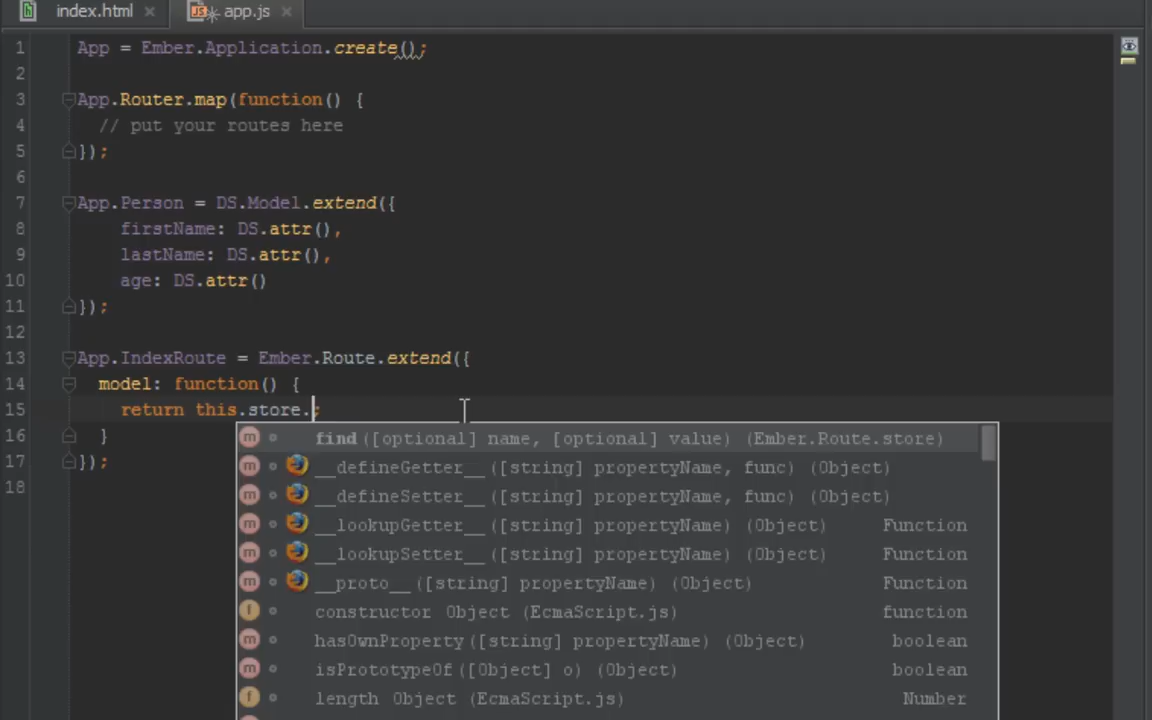 index.html
app.js
1 App = Ember.Application.create();
2
3 App.Router.map(function() {
4 // put your routes here
5 });
6
7 App.Person = DS.Model.extend({
8 firstName: DS.attr(),
9 lastName: DS.attr(),
10 age: DS.attr()
11 });
12
13 App.IndexRoute = Ember.Route.extend({
14 model: function() {
15 return this.store.;
16 }
17 });
18
m find([optional] name, [optional] value) (Ember.Route.store)
m __defineGetter__([string] propertyName, func) (Object)
m __defineSetter__([string] propertyName, func) (Object)
m __lookupGetter__([string] propertyName) (Object) Function
m __lookupSetter__([string] propertyName) (Object) Function
m __proto__([string] propertyName) (Object) Function
f constructor Object (EcmaScript.js) function
m hasOwnProperty([string] propertyName) (Object) boolean
m isPrototypeOf([Object] o) (Object) boolean
f length Object (EcmaScript.js) Number